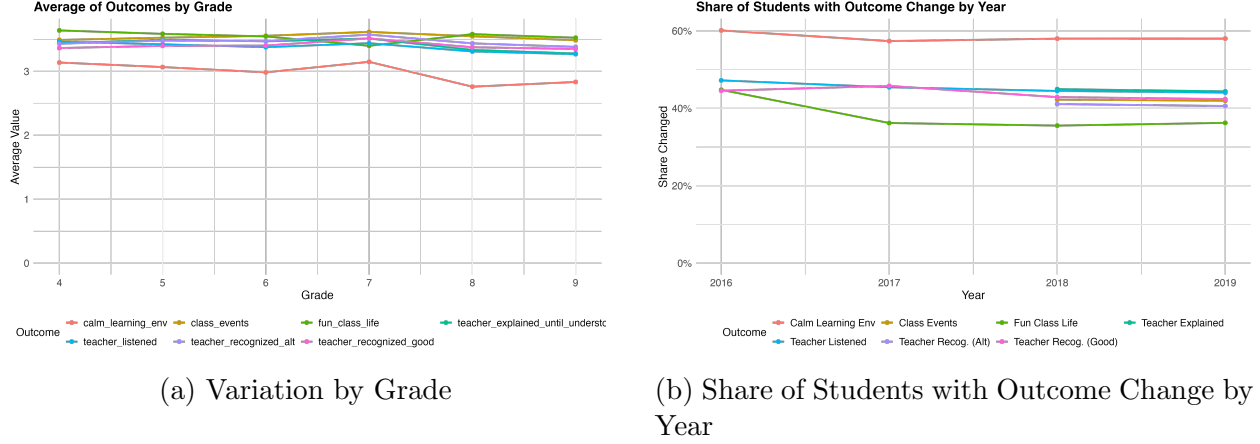 Average of Outcomes by Grade
Average Value
3
2
1
0
4 5 6 7 8 9
Grade
Outcome
calm_learning_env class_events fun_class_life teacher_explained_until_understo
teacher_listened teacher_recognized_alt teacher_recognized_good
(a) Variation by Grade
Share of Students with Outcome Change by Year
Share Changed
60%
40%
20%
0%
2016 2017 2018 2019
Year
Outcome
Calm Learning Env Class Events Fun Class Life Teacher Explained
Teacher Listened Teacher Recog. (Alt) Teacher Recog. (Good)
(b) Share of Students with Outcome Change by
Year